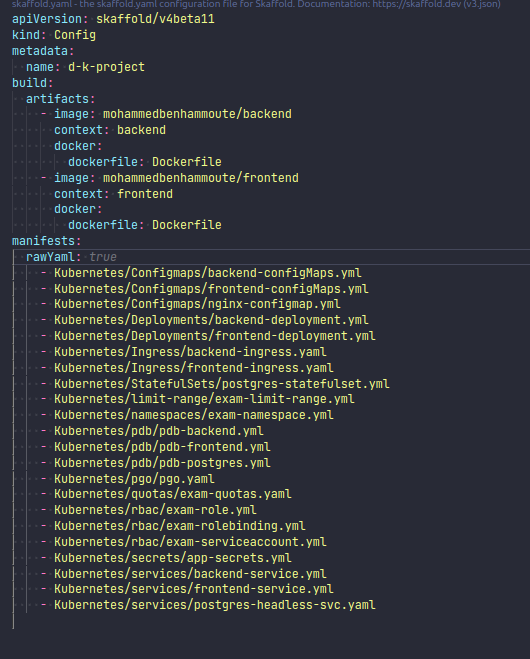 skaffold.yaml - the skaffold.yaml configuration file for Skaffold. Documentation: https://skaffold.dev (v3.json)
apiVersion: skaffold/v4beta11
kind: Config
metadata:
  name: d-k-project
build:
  artifacts:
    - image: mohammedbenhammoute/backend
      context: backend
      docker:
        dockerfile: Dockerfile
    - image: mohammedbenhammoute/frontend
      context: frontend
      docker:
        dockerfile: Dockerfile
manifests:
  rawYaml: true
    - Kubernetes/Configmaps/backend-configMaps.yml
    - Kubernetes/Configmaps/frontend-configMaps.yml
    - Kubernetes/Configmaps/nginx-configmap.yml
    - Kubernetes/Deployments/backend-deployment.yml
    - Kubernetes/Deployments/frontend-deployment.yml
    - Kubernetes/Ingress/backend-ingress.yaml
    - Kubernetes/Ingress/frontend-ingress.yaml
    - Kubernetes/StatefulSets/postgres-statefulset.yml
    - Kubernetes/limit-range/exam-limit-range.yml
    - Kubernetes/namespaces/exam-namespace.yml
    - Kubernetes/pdb/pdb-backend.yml
    - Kubernetes/pdb/pdb-frontend.yml
    - Kubernetes/pdb/pdb-postgres.yml
    - Kubernetes/pgo/pgo.yaml
    - Kubernetes/quotas/exam-quotas.yaml
    - Kubernetes/rbac/exam-role.yml
    - Kubernetes/rbac/exam-rolebinding.yml
    - Kubernetes/rbac/exam-serviceaccount.yml
    - Kubernetes/secrets/app-secrets.yml
    - Kubernetes/services/backend-service.yml
    - Kubernetes/services/frontend-service.yml
    - Kubernetes/services/postgres-headless-svc.yaml